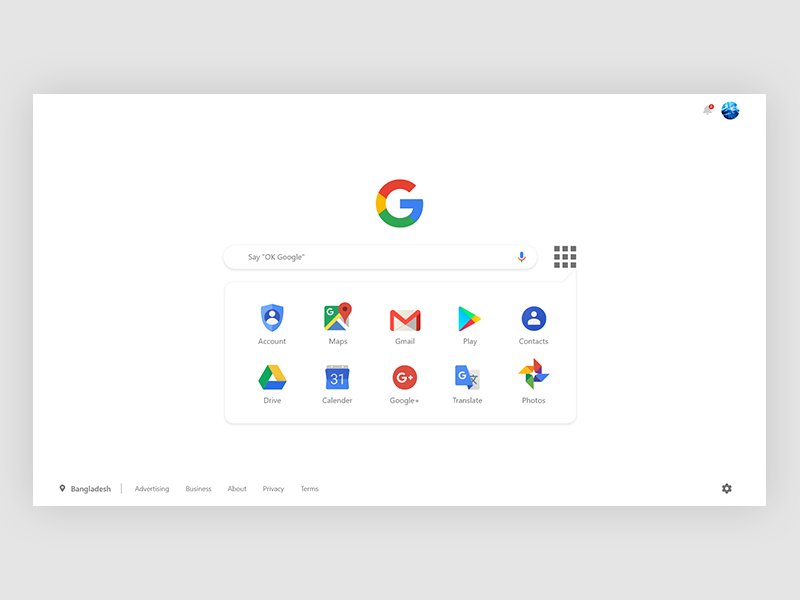 Say "OK Google"
Account Maps Gmail Play Contacts
31
Drive Calender Google+ Translate Photos
Bangladesh Advertising Business About Privacy Terms